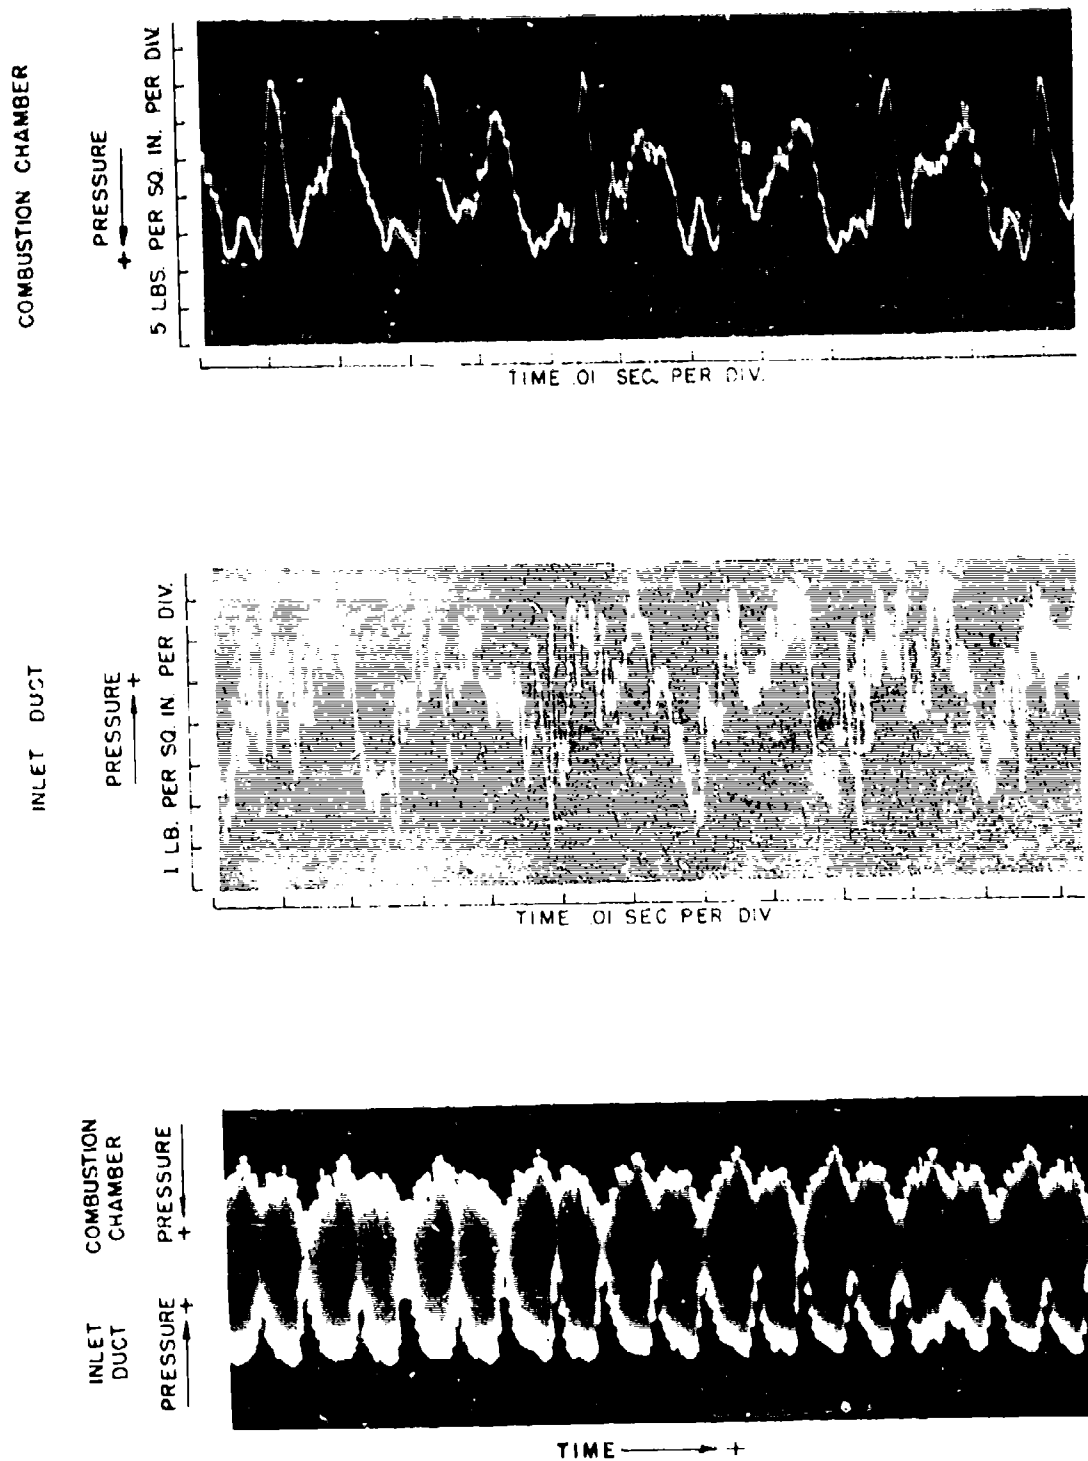 COMBUSTION CHAMBER
PRESSURE
+
5 LBS. PER SQ. IN. PER DIV.
TIME .01 SEC. PER DIV.
INLET DUCT
PRESSURE +
1 LB. PER SQ. IN. PER DIV.
TIME .01 SEC PER DIV
COMBUSTION
CHAMBER
PRESSURE
+
INLET
DUCT
PRESSURE +
TIME +